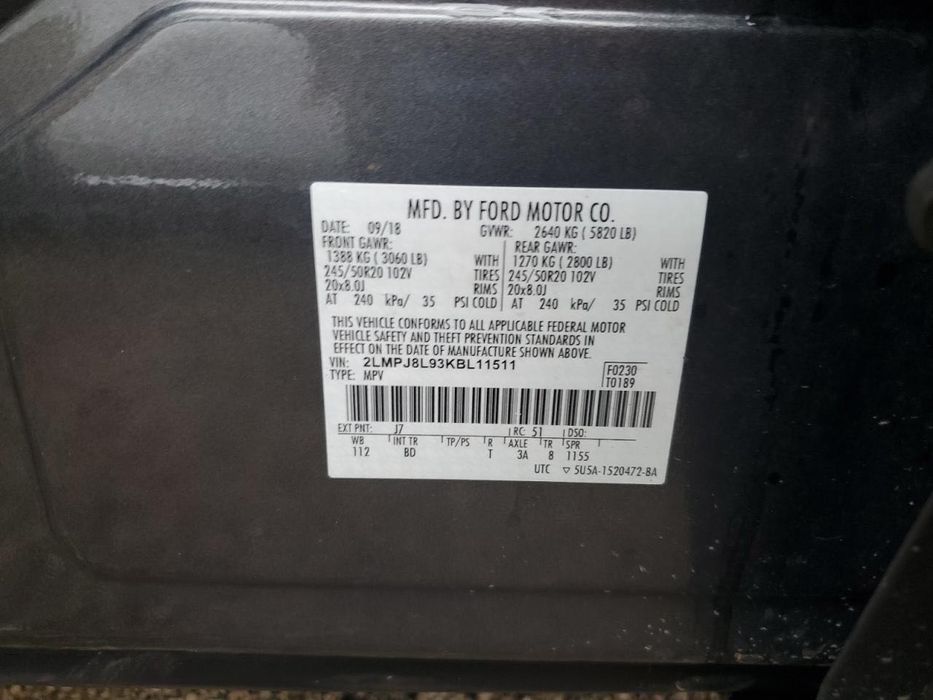 MFD. BY FORD MOTOR CO.
DATE: 09/18 GVWR: 2640 KG ( 5820 LB)
FRONT GAWR: REAR GAWR:
1388 KG ( 3060 LB) WITH 1270 KG ( 2800 LB) WITH
245/50R20 102V TIRES 245/50R20 102V TIRES
20x8.0J RIMS 20x8.0J RIMS
AT 240 kPa/ 35 PSI COLD AT 240 kPa/ 35 PSI COLD
THIS VEHICLE CONFORMS TO ALL APPLICABLE FEDERAL MOTOR
VEHICLE SAFETY AND THEFT PREVENTION STANDARDS IN
EFFECT ON THE DATE OF MANUFACTURE SHOWN ABOVE.
VIN: 2LMPJ8L93KBL11511 F0230
TYPE: MPV T0189
EXT PNT: J7 RC: 51 DSO:
WB INT TR TP/PS R AXLE TR SPR
112 BD T 3A 8 1155
UTC ▽ 5U5A-1520472-BA